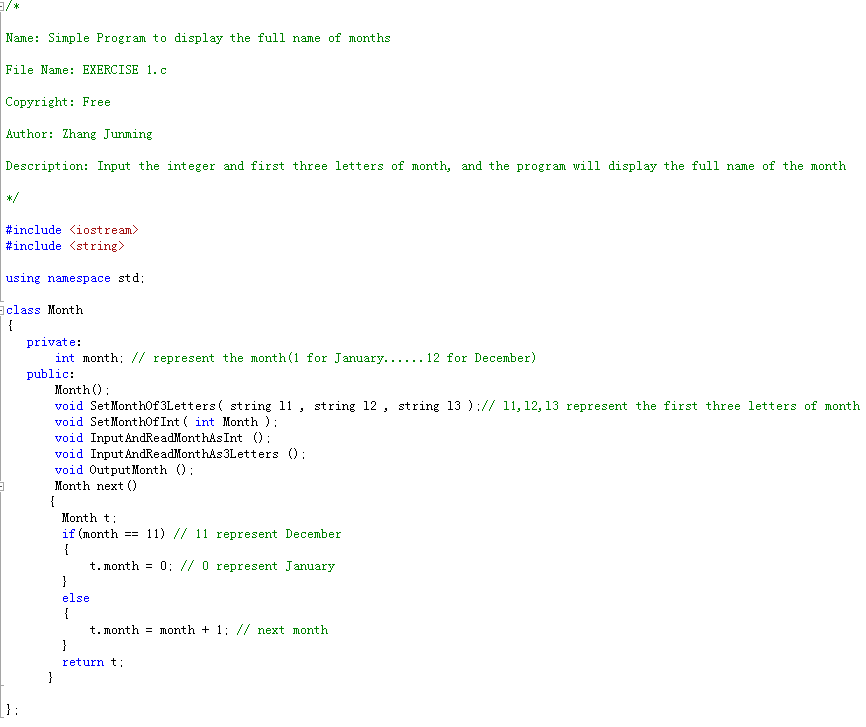 /*
Name: Simple Program to display the full name of months
File Name: EXERCISE 1.c
Copyright: Free
Author: Zhang Junming
Description: Input the integer and first three letters of month, and the program will display the full name of the month
*/
#include <iostream>
#include <string>
using namespace std;
class Month
{
private:
int month; // represent the month(1 for January......12 for December)
public:
Month();
void SetMonthOf3Letters( string l1 , string l2 , string l3 );// l1,l2,l3 represent the first three letters of month
void SetMonthOfInt( int Month );
void InputAndReadMonthAsInt ();
void InputAndReadMonthAs3Letters ();
void OutputMonth ();
Month next()
{
Month t;
if(month == 11) // 11 represent December
{
t.month = 0; // 0 represent January
}
else
{
t.month = month + 1; // next month
}
return t;
}
};